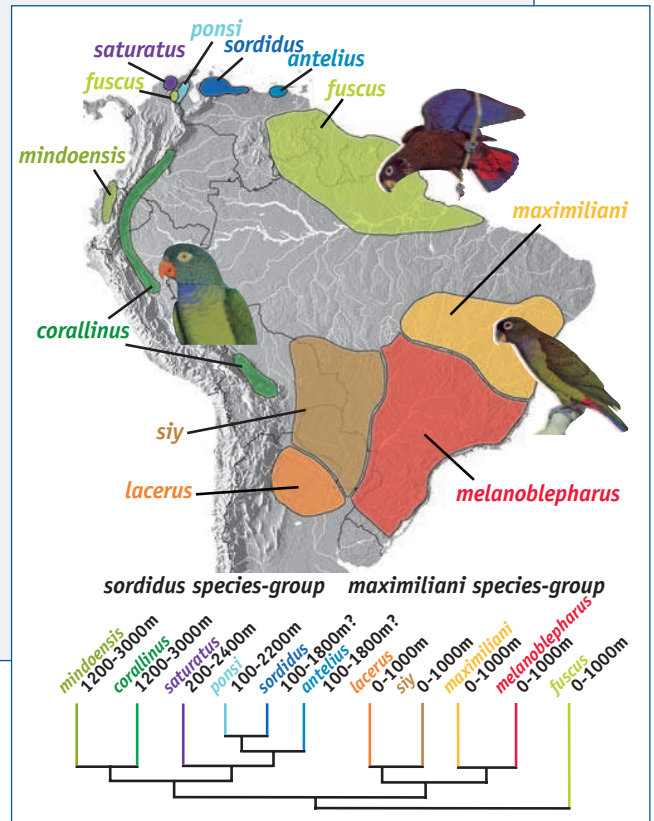 ponsi
saturatus
sordidus
antelius
fuscus
fuscus
mindoensis
maximiliani
corallinus
siy
lacerus
melanoblepharus
sordidus species-group maximiliani species-group
mindoensis
1200-3000m
corallinus
1200-3000m
saturatus
200-2400m
ponsi
100-2200m
sordidus
100-1800m?
antelius
100-1800m?
lacerus
0-1000m
siy
0-1000m
maximiliani
0-1000m
melanoblepharus
0-1000m
fuscus
0-1000m